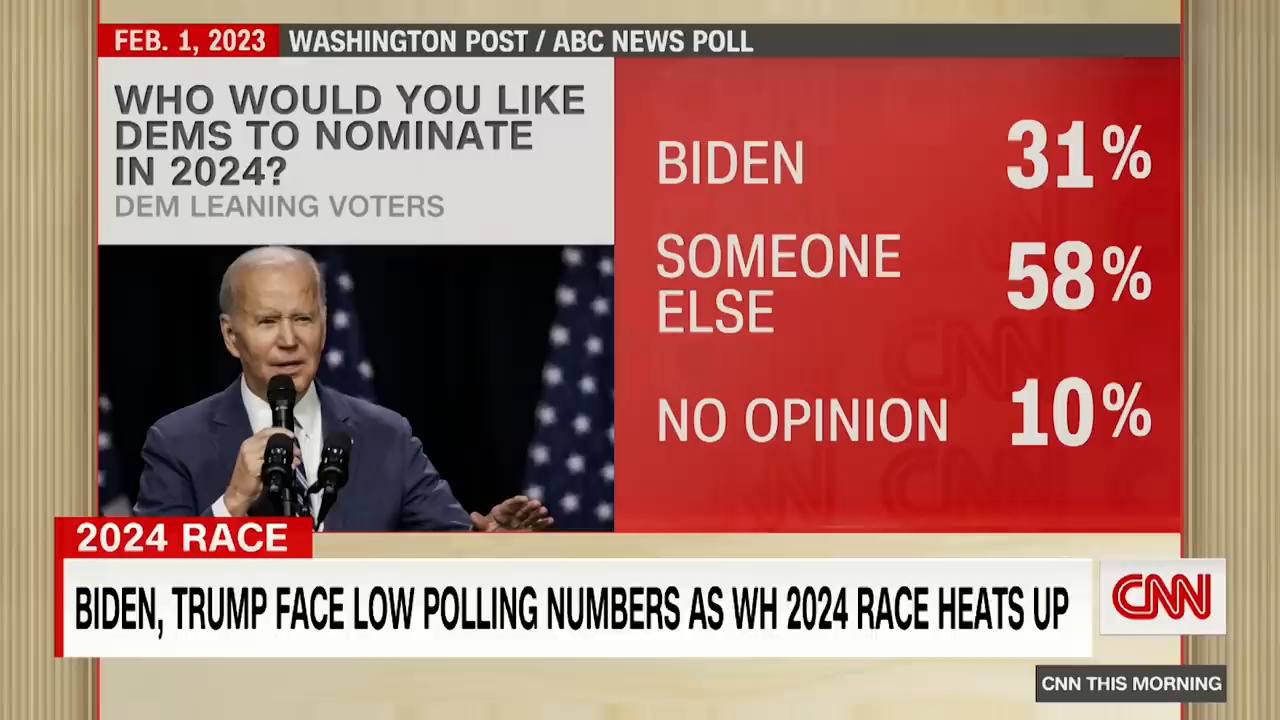 FEB. 1, 2023 WASHINGTON POST / ABC NEWS POLL
WHO WOULD YOU LIKE
DEMS TO NOMINATE
IN 2024?
DEM LEANING VOTERS
BIDEN 31%
SOMEONE
ELSE 58%
NO OPINION 10%
2024 RACE
BIDEN, TRUMP FACE LOW POLLING NUMBERS AS WH 2024 RACE HEATS UP
CNN
CNN THIS MORNING